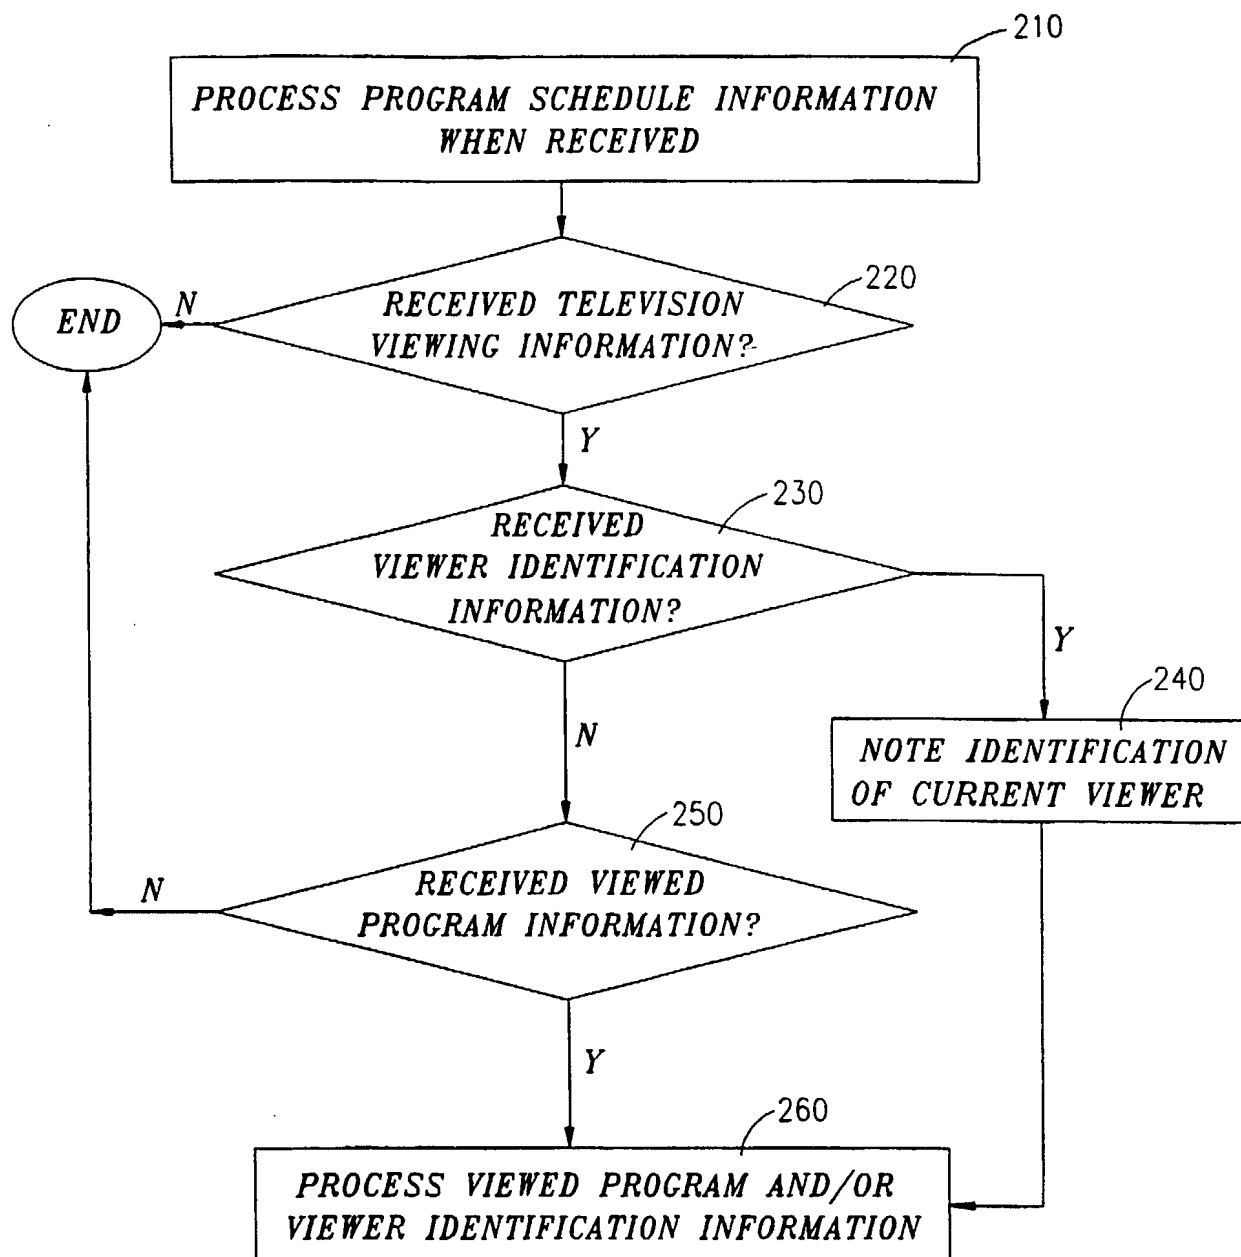 210
PROCESS PROGRAM SCHEDULE INFORMATION
WHEN RECEIVED
220
END
N
RECEIVED TELEVISION
VIEWING INFORMATION?
Y
230
RECEIVED
VIEWER IDENTIFICATION
INFORMATION?
Y
240
NOTE IDENTIFICATION
OF CURRENT VIEWER
N
250
RECEIVED VIEWED
PROGRAM INFORMATION?
N
Y
260
PROCESS VIEWED PROGRAM AND/OR
VIEWER IDENTIFICATION INFORMATION